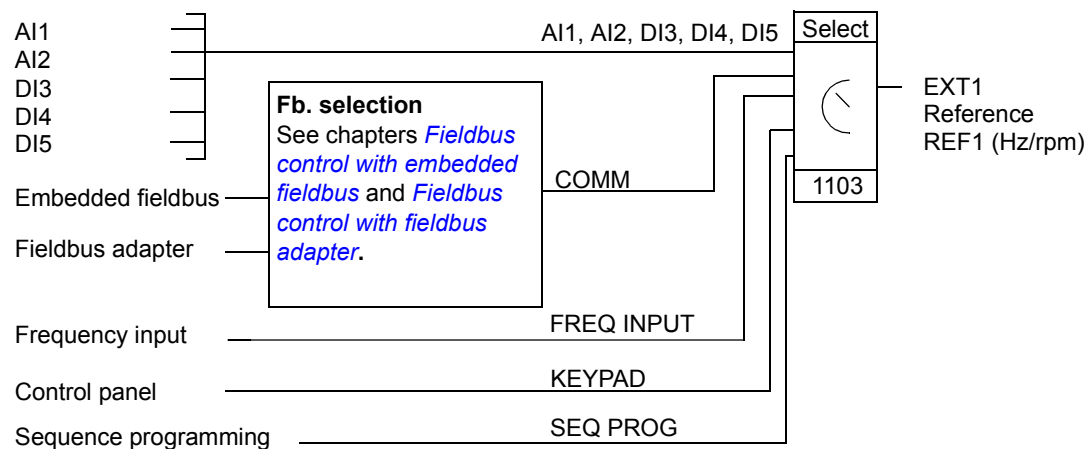 AI1
AI2
DI3
DI4
DI5
AI1, AI2, DI3, DI4, DI5
Select
EXT1
Reference
REF1 (Hz/rpm)
1103
Fb. selection
See chapters Fieldbus
control with embedded
fieldbus and Fieldbus
control with fieldbus
adapter.
Embedded fieldbus
Fieldbus adapter
COMM
Frequency input
FREQ INPUT
Control panel
KEYPAD
Sequence programming
SEQ PROG